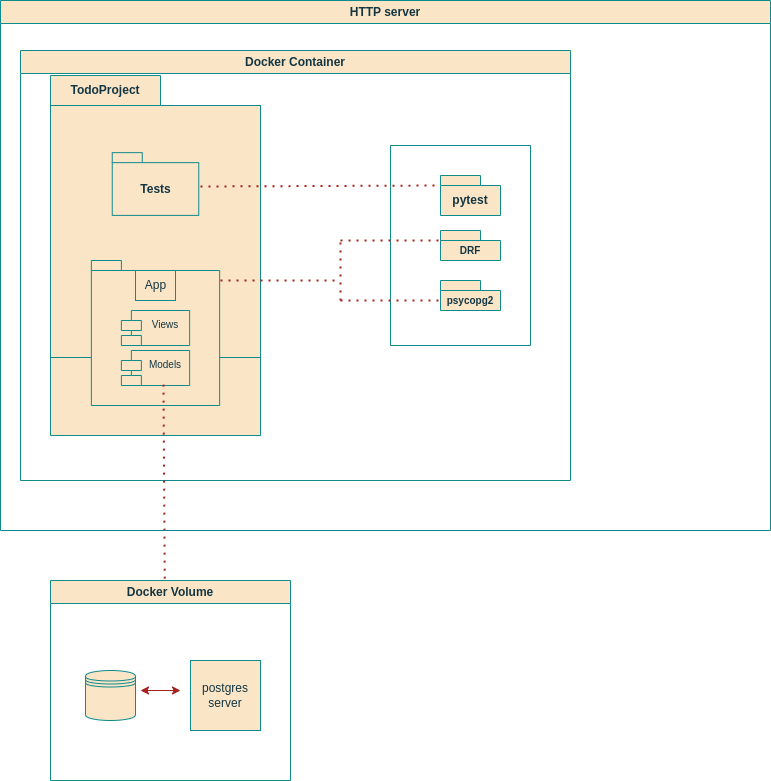 HTTP server
Docker Container
TodoProject
Tests
pytest
DRF
App
psycopg2
Views
Models
Docker Volume
postgres
server